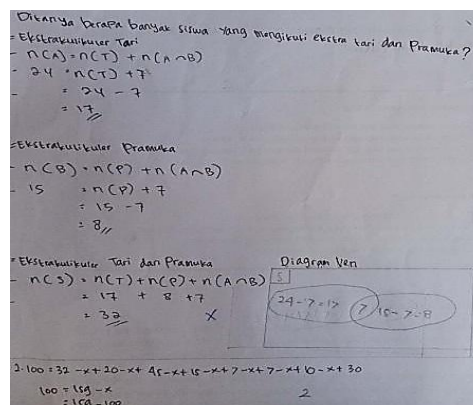 Ditanya berapa banyak siswa yang mengikuti ekstra tari dan Pramuka?
= Ekstrakulikuler Tari
- n(A) = n(T) + n(A∩B)
- 24 = n(T) + 7
- = 24 - 7
= 17
= Ekstrakulikuler Pramuka
- n(B) = n(P) + n(A∩B)
- 15 = n(P) + 7
= 15 - 7
= 8
= Ekstrakulikuler Tari dan Pramuka
- n(S) = n(T) + n(P) + n(A∩B)
- = 17 + 8 + 7
= 32 X
Diagram Ven
S
24-7=17 7 15-7=8
2. 100 = 32 - x + 20 - x + 45 - x + 15 - x + 7 - x + 7 - x + 10 - x + 30
100 = 159 - x
= 159 - 100
2